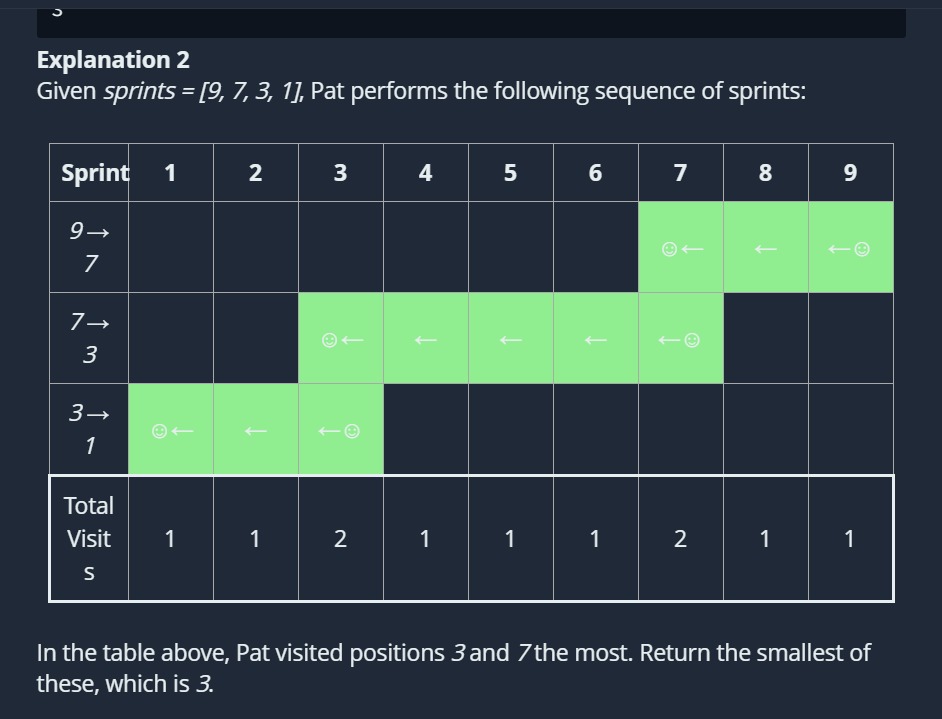 3
Explanation 2
Given sprints = [9, 7, 3, 1], Pat performs the following sequence of sprints:
Sprint 1 2 3 4 5 6 7 8 9
9→
7
☺← ← ←☺
7→
3
☺← ← ← ← ←☺
3→
1
☺← ← ←☺
Total
Visit
s
1 1 2 1 1 1 2 1 1
In the table above, Pat visited positions 3 and 7 the most. Return the smallest of
these, which is 3.